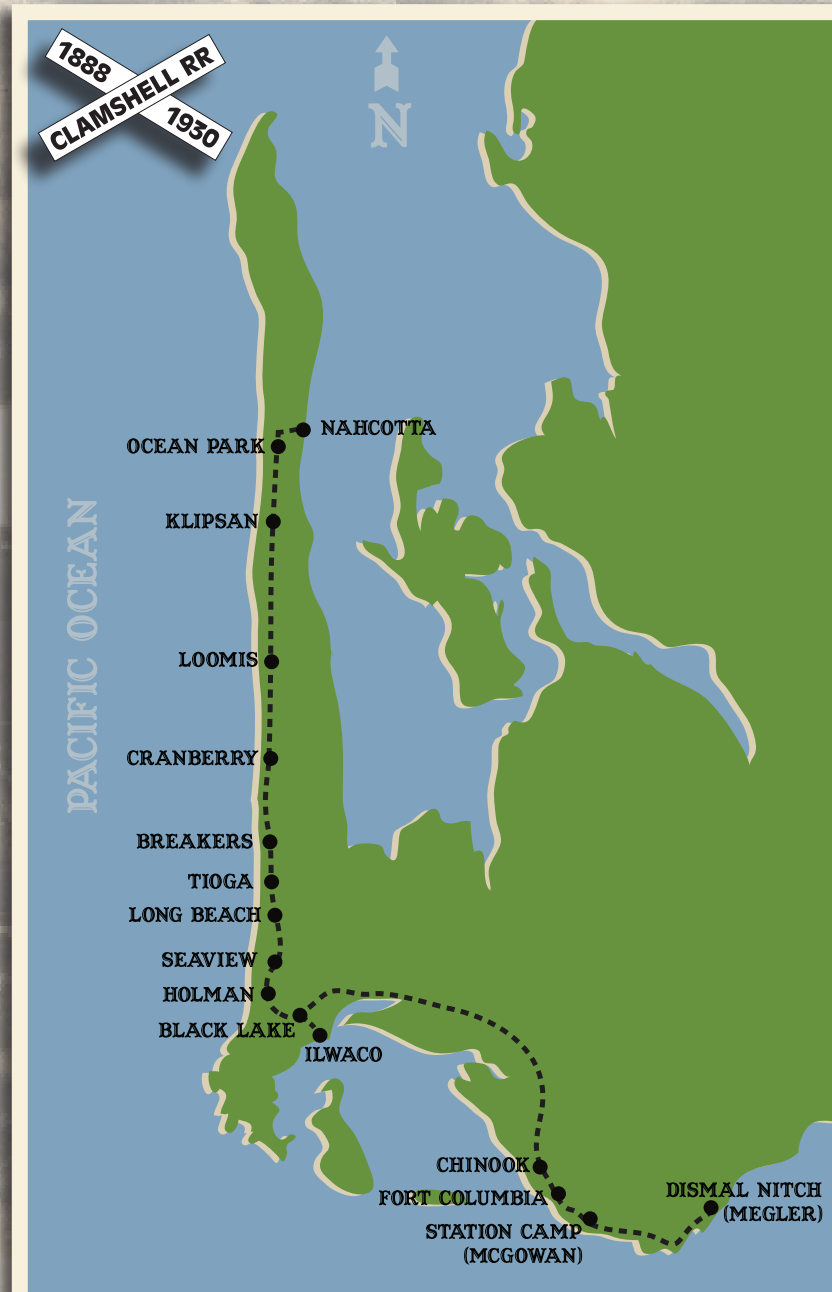 1888
CLAMSHELL RR
1930
N
NAHCOTTA
OCEAN PARK
KLIPSAN
PACIFIC OCEAN
LOOMIS
CRANBERRY
BREAKERS
TIOGA
LONG BEACH
SEAVIEW
HOLMAN
BLACK LAKE
ILWACO
CHINOOK
FORT COLUMBIA
DISMAL NITCH
(MEGLER)
STATION CAMP
(MCGOWAN)